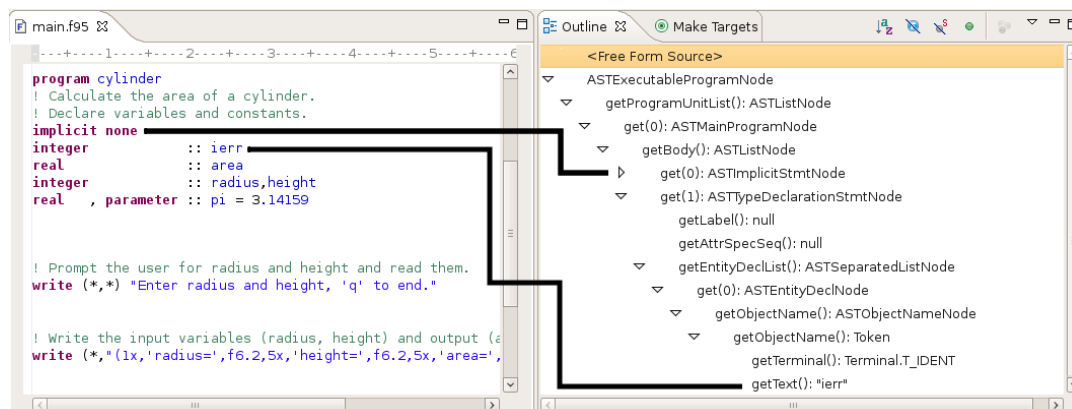 main.f95
----+----1----+----2----+----3----+----4----+----5----+----6
program cylinder
! Calculate the area of a cylinder.
! Declare variables and constants.
implicit none
integer :: ierr
real :: area
integer :: radius,height
real , parameter :: pi = 3.14159
! Prompt the user for radius and height and read them.
write (*,*) "Enter radius and height, 'q' to end."
! Write the input variables (radius, height) and output (a
write (*,"(1x,'radius=',f6.2,5x,'height=',f6.2,5x,'area=',
Outline Make Targets
<Free Form Source>
ASTExecutableProgramNode
getProgramUnitList(): ASTListNode
get(0): ASTMainProgramNode
getBody(): ASTListNode
get(0): ASTImplicitStmtNode
get(1): ASTTypeDeclarationStmtNode
getLabel(): null
getAttrSpecSeq(): null
getEntityDeclList(): ASTSeparatedListNode
get(0): ASTEntityDeclNode
getObjectName(): ASTObjectNameNode
getObjectName(): Token
getTerminal(): Terminal.T_IDENT
getText(): "ierr"